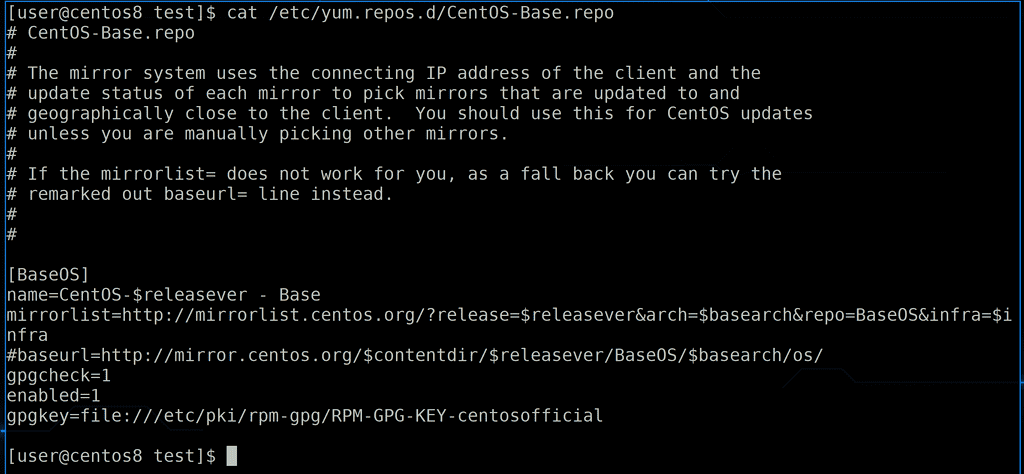 [user@centos8 test]$ cat /etc/yum.repos.d/CentOS-Base.repo
# CentOS-Base.repo
#
# The mirror system uses the connecting IP address of the client and the
# update status of each mirror to pick mirrors that are updated to and
# geographically close to the client.  You should use this for CentOS updates
# unless you are manually picking other mirrors.
#
# If the mirrorlist= does not work for you, as a fall back you can try the
# remarked out baseurl= line instead.
#
#

[BaseOS]
name=CentOS-$releasever - Base
mirrorlist=http://mirrorlist.centos.org/?release=$releasever&arch=$basearch&repo=BaseOS&infra=$i
nfra
#baseurl=http://mirror.centos.org/$contentdir/$releasever/BaseOS/$basearch/os/
gpgcheck=1
enabled=1
gpgkey=file:///etc/pki/rpm-gpg/RPM-GPG-KEY-centosofficial

[user@centos8 test]$